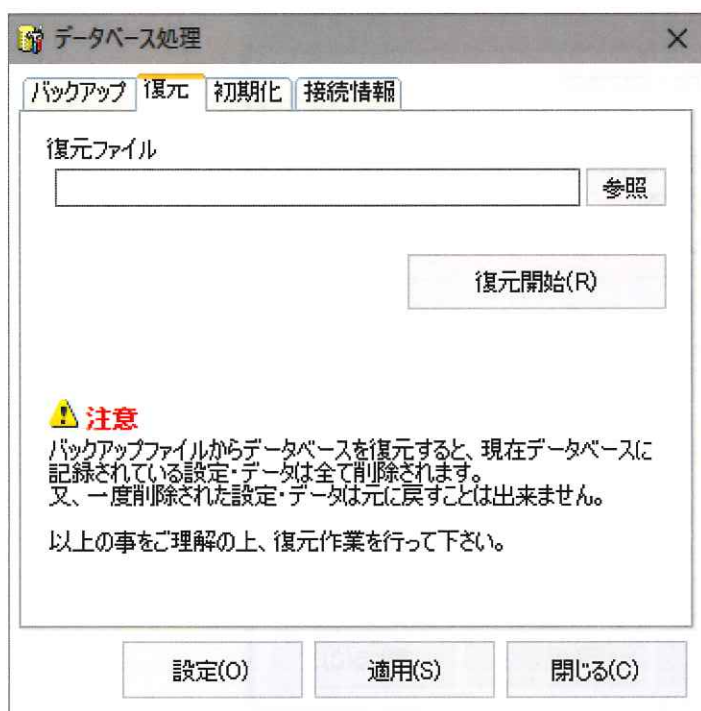 データベース処理
バックアップ 復元 初期化 接続情報
復元ファイル
参照
復元開始(R)
注意
バックアップファイルからデータベースを復元すると、現在データベースに
記録されている設定・データは全て削除されます。
又、一度削除された設定・データは元に戻すことは出来ません。
以上の事をご理解の上、復元作業を行って下さい。
設定(O) 適用(S) 閉じる(C)